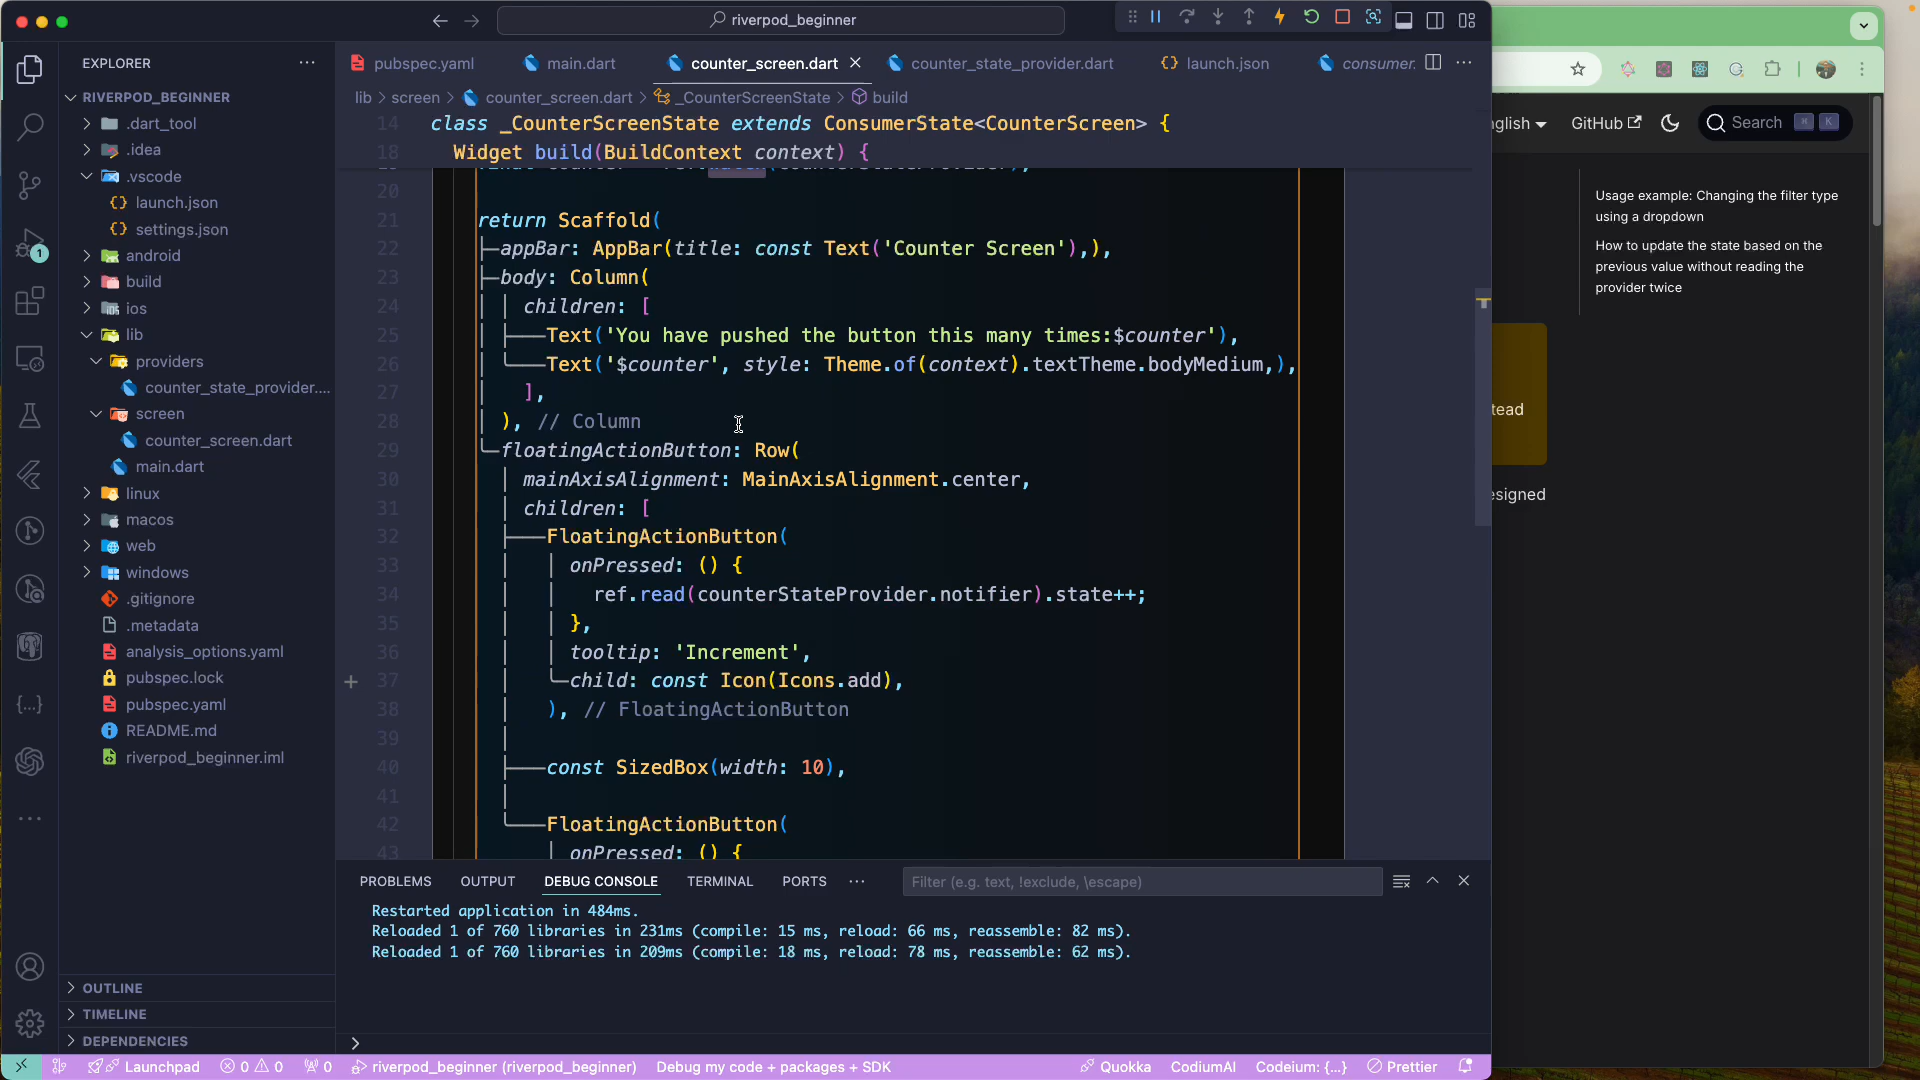 riverpod_beginner
EXPLORER
RIVERPOD_BEGINNER
.dart_tool
.idea
.vscode
launch.json
settings.json
android
build
ios
lib
providers
counter_state_provider....
screen
counter_screen.dart
main.dart
linux
macos
web
windows
.gitignore
.metadata
analysis_options.yaml
pubspec.lock
pubspec.yaml
README.md
riverpod_beginner.iml
OUTLINE
TIMELINE
DEPENDENCIES
1
pubspec.yaml
main.dart
counter_screen.dart
counter_state_provider.dart
launch.json
consumer.
lib > screen > counter_screen.dart > _CounterScreenState > build
14 class _CounterScreenState extends ConsumerState<CounterScreen> {
18 Widget build(BuildContext context) {
20
21 return Scaffold(
22 appBar: AppBar(title: const Text('Counter Screen'),),
23 body: Column(
24 children: [
25 Text('You have pushed the button this many times:$counter'),
26 Text('$counter', style: Theme.of(context).textTheme.bodyMedium,),
27 ],
28 ), // Column
29 floatingActionButton: Row(
30 mainAxisAlignment: MainAxisAlignment.center,
31 children: [
32 FloatingActionButton(
33 onPressed: () {
34 ref.read(counterStateProvider.notifier).state++;
35 },
36 tooltip: 'Increment',
37 child: const Icon(Icons.add),
38 ), // FloatingActionButton
39
40 const SizedBox(width: 10),
41
42 FloatingActionButton(
43 onPressed: () {
PROBLEMS
OUTPUT
DEBUG CONSOLE
TERMINAL
PORTS
Filter (e.g. text, !exclude, \escape)
Restarted application in 484ms.
Reloaded 1 of 760 libraries in 231ms (compile: 15 ms, reload: 66 ms, reassemble: 82 ms).
Reloaded 1 of 760 libraries in 209ms (compile: 18 ms, reload: 78 ms, reassemble: 62 ms).
Launchpad
0 0
0
riverpod_beginner (riverpod_beginner)
Debug my code + packages + SDK
Quokka
CodiumAI
Codeium: {...}
Prettier
nglish
GitHub
Search ⌘ K
Usage example: Changing the filter type
using a dropdown
How to update the state based on the
previous value without reading the
provider twice
tead
esigned